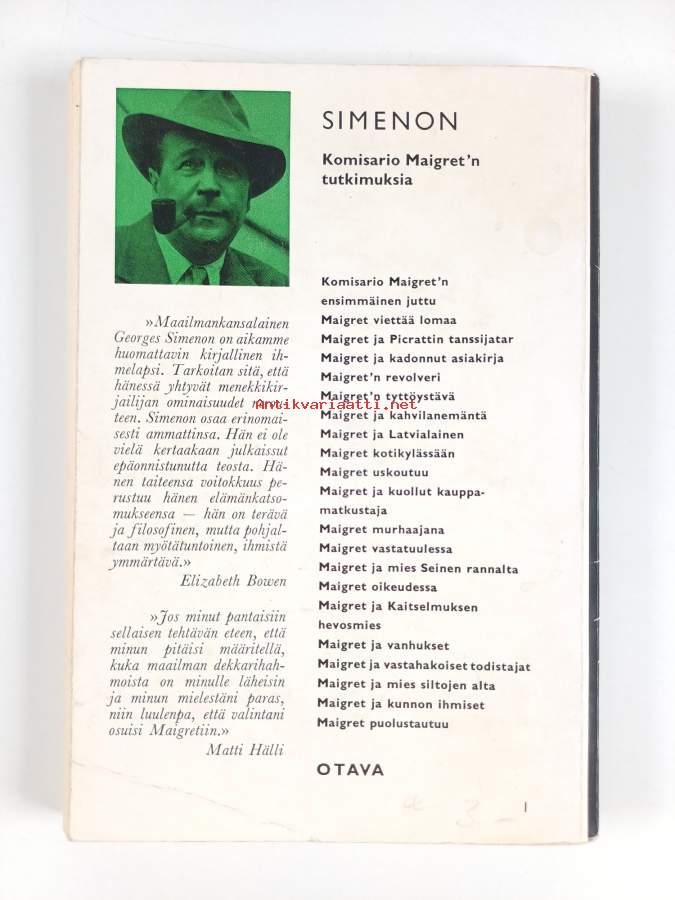 SIMENON
Komisario Maigret'n
tutkimuksia
Komisario Maigret'n
ensimmäinen juttu
Maigret viettää lomaa
Maigret ja Picrattin tanssijatar
Maigret ja kadonnut asiakirja
Maigret'n revolveri
Maigret'n tyttöystävä
Maigret ja kahvilanemäntä
Maigret ja Latvialainen
Maigret kotikylässään
Maigret uskoutuu
Maigret ja kuollut kauppa-
matkustaja
Maigret murhaajana
Maigret vastatuulessa
Maigret ja mies Seinen rannalta
Maigret oikeudessa
Maigret ja Kaitselmuksen
hevosmies
Maigret ja vanhukset
Maigret ja vastahakoiset todistajat
Maigret ja mies siltojen alta
Maigret ja kunnon ihmiset
Maigret puolustautuu
OTAVA
»Maailmankansalainen
Georges Simenon on aikamme
huomattavin kirjallinen ih-
melapsi. Tarkoitan sitä, että
hänessä yhtyvät menekkikir-
jailijan ominaisuudet
teen. Simenon osaa erinomai-
sesti ammattinsa. Hän ei ole
vielä kertaakaan julkaissut
epäonnistunutta teosta. Hä-
nen taiteensa voitokkuus pe-
rustuu hänen elämänkatso-
mukseensa — hän on terävä
ja filosofinen, mutta pohjal-
taan myötätuntoinen, ihmistä
ymmärtävä.»
Elizabeth Bowen
»Jos minut pantaisiin
sellaisen tehtävän eteen, että
minun pitäisi määritellä,
kuka maailman dekkarihah-
moista on minulle läheisin
ja minun mielestäni paras,
niin luulenpa, että valintani
osuisi Maigretiin.»
Matti Hälli
1
3-
Antikvariaatti.net